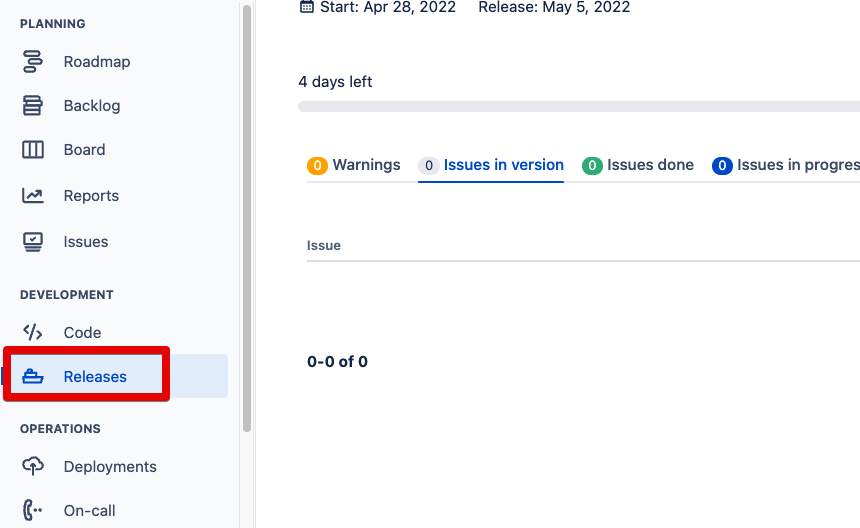 PLANNING
Roadmap
Backlog
Board
Reports
Issues
DEVELOPMENT
Code
Releases
OPERATIONS
Deployments
On-call
Start: Apr 28, 2022 Release: May 5, 2022
4 days left
0 Warnings 0 Issues in version 0 Issues done 0 Issues in progres
Issue
0-0 of 0